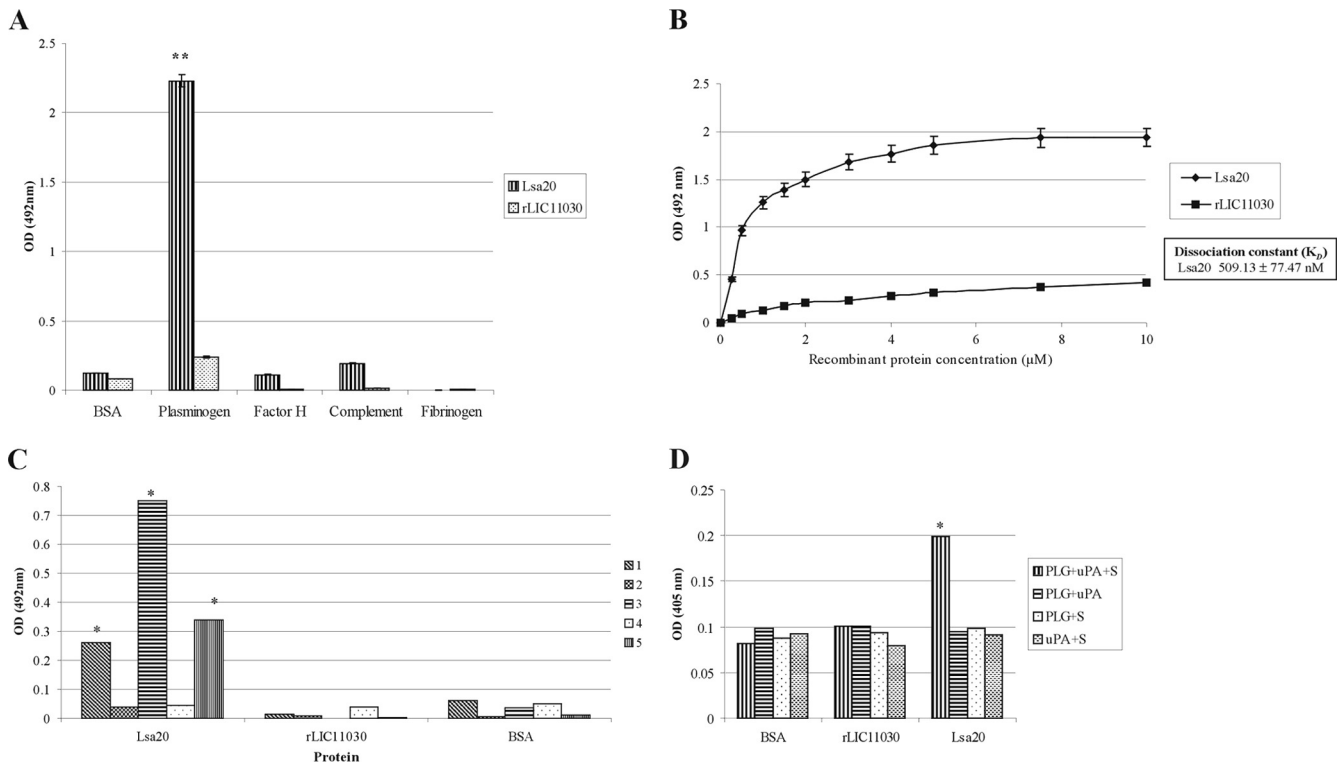 A
OD (492nm)
2.5
2
1.5
1
0.5
0
**
BSA Plasminogen Factor H Complement Fibrinogen
Lsa20
rLIC11030
B
OD (492 nm)
2.5
2
1.5
1
0.5
0
0 2 4 6 8 10
Recombinant protein concentration (µM)
Lsa20
rLIC11030
Dissociation constant (K_D)
Lsa20 509.13 ± 77.47 nM
C
OD (492nm)
0.8
0.7
0.6
0.5
0.4
0.3
0.2
0.1
0
* * *
Lsa20 rLIC11030 BSA
Protein
1
2
3
4
5
D
OD (405 nm)
0.25
0.2
0.15
0.1
0.05
0
*
BSA rLIC11030 Lsa20
PLG+uPA+S
PLG+uPA
PLG+S
uPA+S